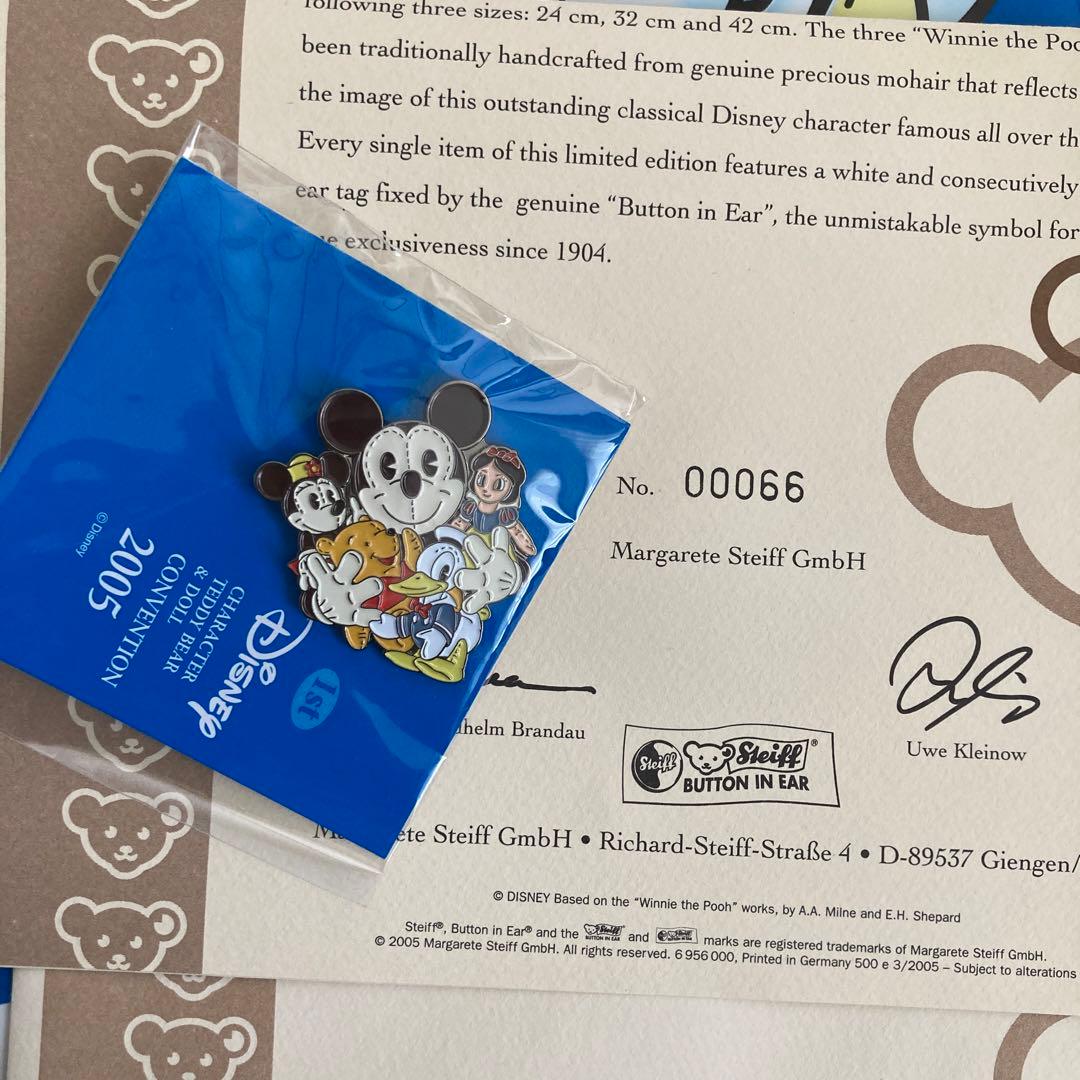 following three sizes: 24 cm, 32 cm and 42 cm. The three “Winnie the
been traditionally handcrafted from genuine precious mohair that reflects
the image of this outstanding classical Disney character famous all over
Every single item of this limited edition features a white and consecutively
ear tag fixed by the genuine “Button in Ear”, the unmistakable symbol for
exclusiveness since 1904.
No. 00066
Margarete Steiff GmbH
Brandau
Uwe Kleinow
Steiff
Steiff®
BUTTON IN EAR
GmbH • Richard-Steiff-Straße 4 • D-89537 Giengen/
© DISNEY Based on the “Winnie the Pooh” works, by A.A. Milne and E.H. Shepard
Steiff®, Button in Ear® and the Steiff BUTTON IN EAR and marks are registered trademarks of Margarete Steiff GmbH.
© 2005 Margarete Steiff GmbH. All rights reserved. 6 956 000, Printed in Germany 500 e 3/2005 – Subject to alterations
1st
Disney
CHARACTER
TEDDY BEAR
& DOLL
CONVENTION
2005
© Disney